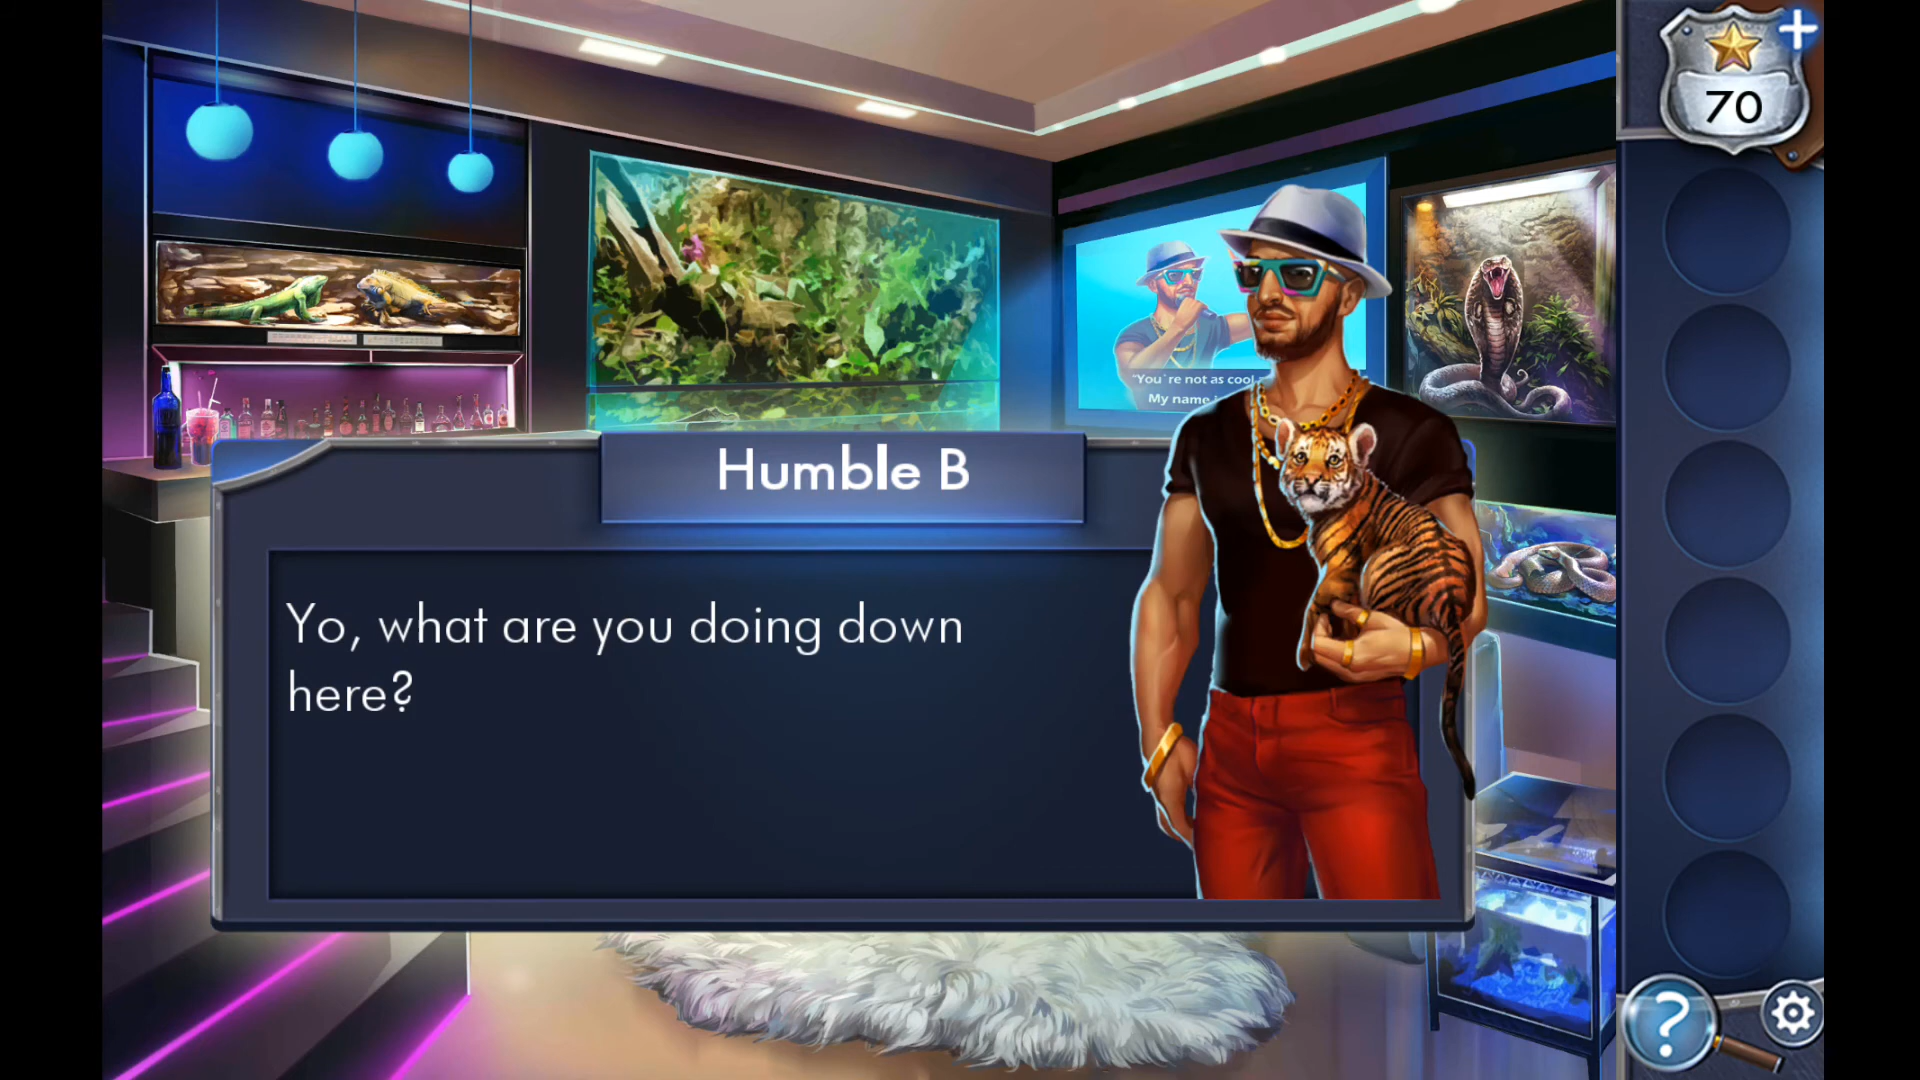 70
"You're not as cool
My name
Humble B
Yo, what are you doing down
here?